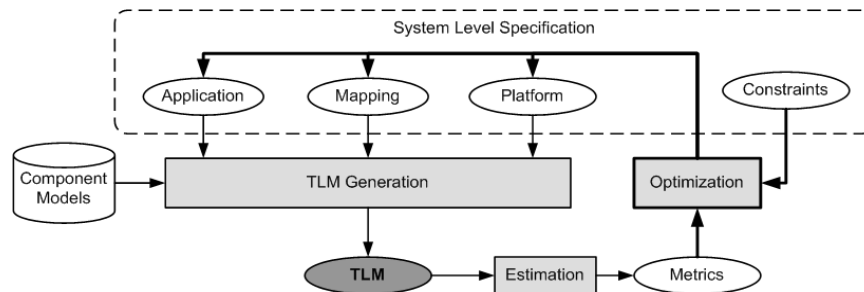 System Level Specification
Application
Mapping
Platform
Constraints
Component
Models
TLM Generation
Optimization
TLM
Estimation
Metrics